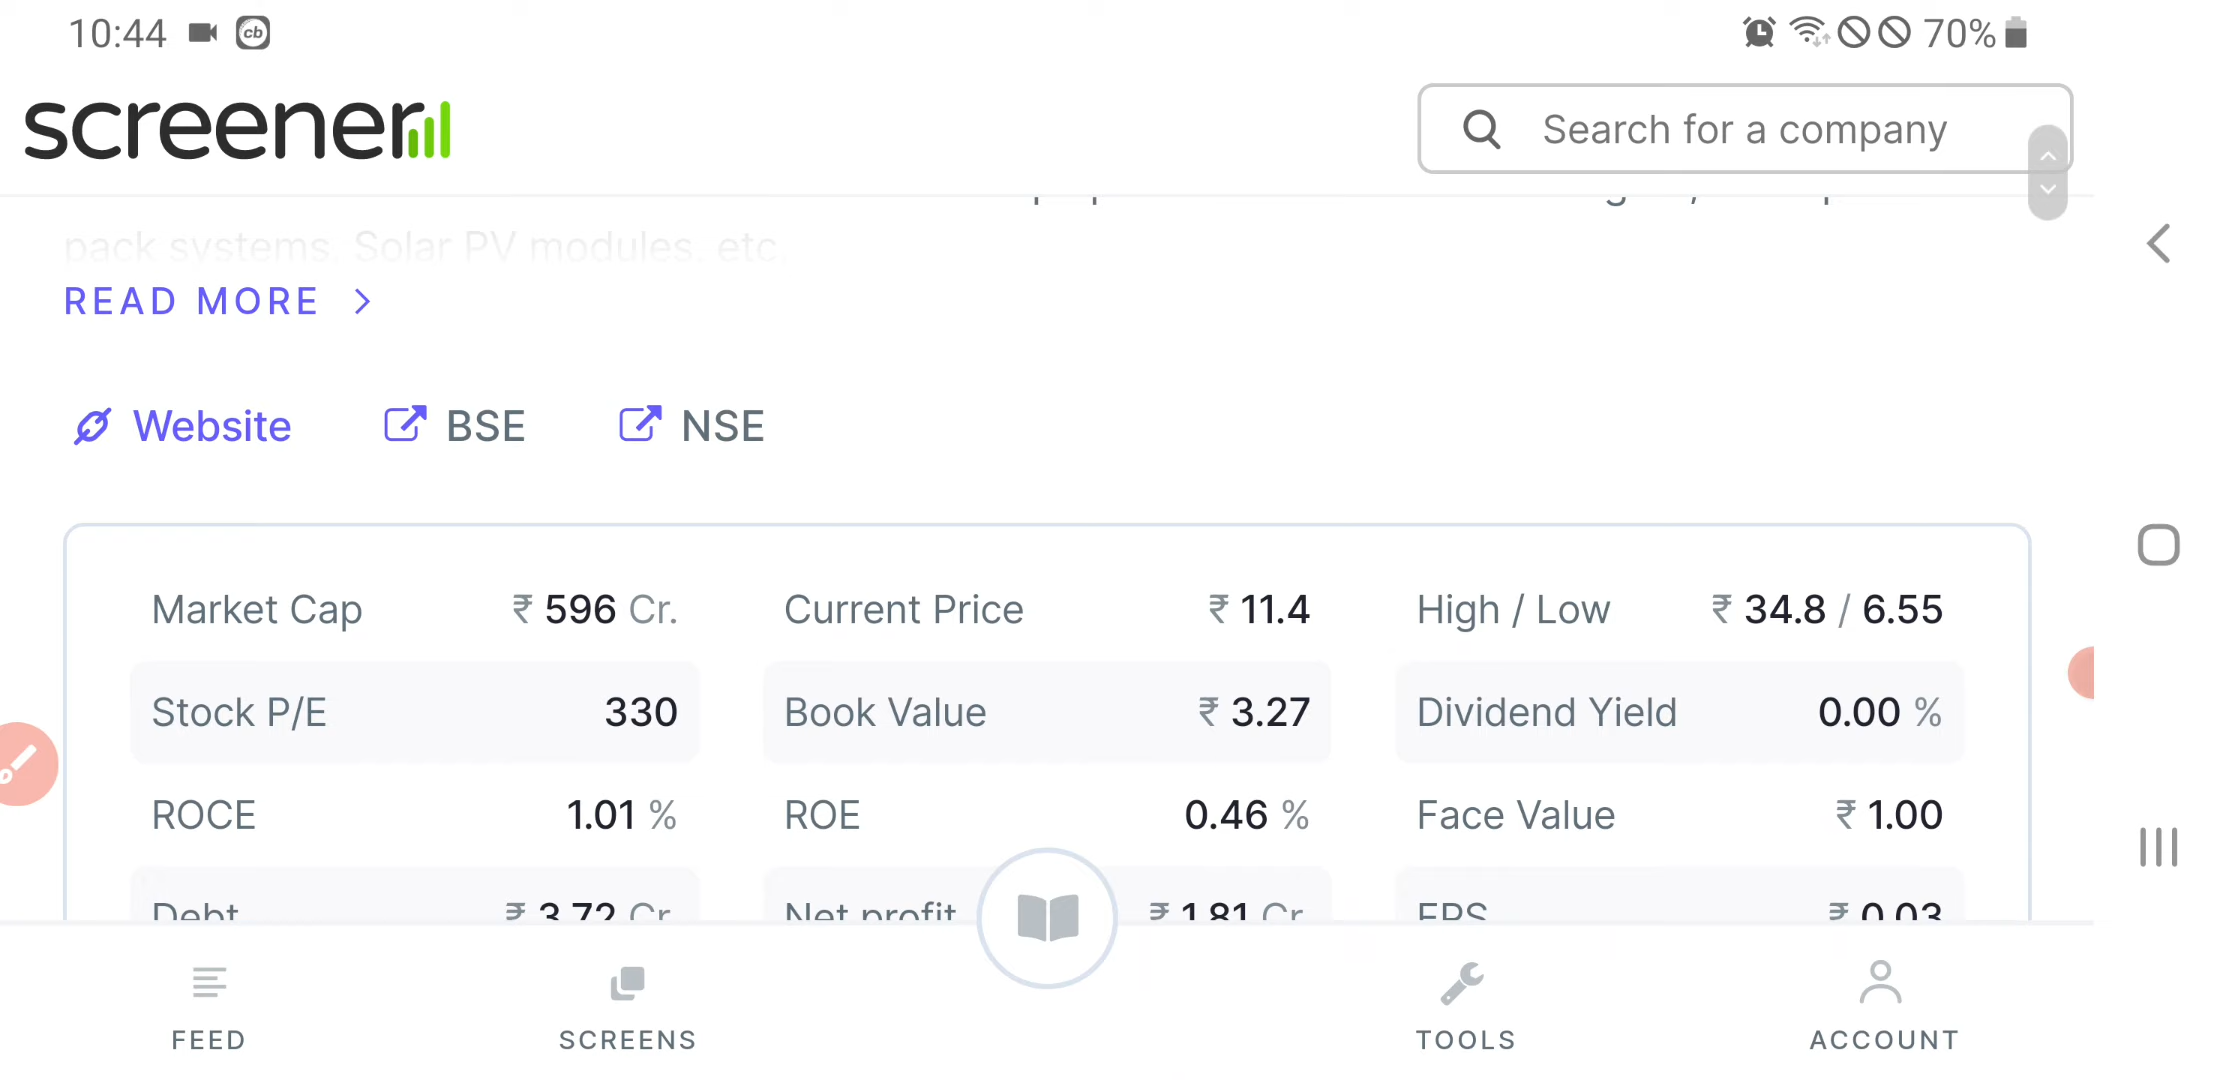 10:44 cb 70%
screener
Search for a company
pack systems, Solar PV modules, etc.
READ MORE
Website BSE NSE
Market Cap ₹ 596 Cr. Current Price ₹ 11.4 High / Low ₹ 34.8 / 6.55
Stock P/E 330 Book Value ₹ 3.27 Dividend Yield 0.00 %
ROCE 1.01 % ROE 0.46 % Face Value ₹ 1.00
Debt ₹ 3.72 Cr. Net profit ₹ 1.81 Cr. EPS ₹ 0.03
FEED SCREENS TOOLS ACCOUNT